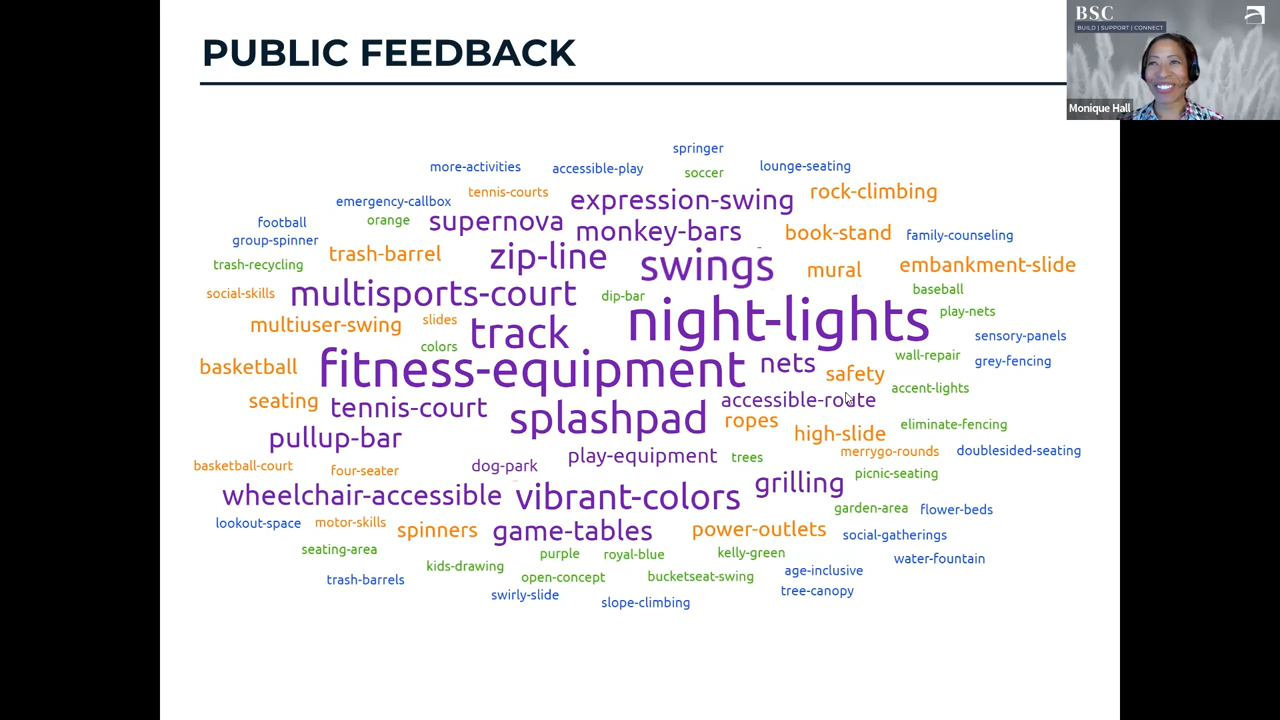 PUBLIC FEEDBACK
BSC
BUILD | SUPPORT | CONNECT
Monique Hall
springer
more-activities accessible-play soccer lounge-seating
emergency-callbox tennis-courts expression-swing rock-climbing
football orange supernova monkey-bars book-stand family-counseling
group-spinner trash-barrel zip-line swings mural embankment-slide
trash-recycling
social-skills multisports-court dip-bar baseball
multiuser-swing slides track night-lights play-nets
colors sensory-panels
basketball fitness-equipment nets safety wall-repair grey-fencing
seating tennis-court splashpad accessible-route accent-lights
pullup-bar ropes high-slide eliminate-fencing
basketball-court four-seater dog-park play-equipment trees merrygo-rounds doublesided-seating
wheelchair-accessible vibrant-colors grilling picnic-seating
lookout-space motor-skills spinners game-tables power-outlets garden-area flower-beds
social-gatherings
seating-area purple royal-blue kelly-green water-fountain
trash-barrels kids-drawing open-concept bucketseat-swing age-inclusive
swirly-slide slope-climbing tree-canopy